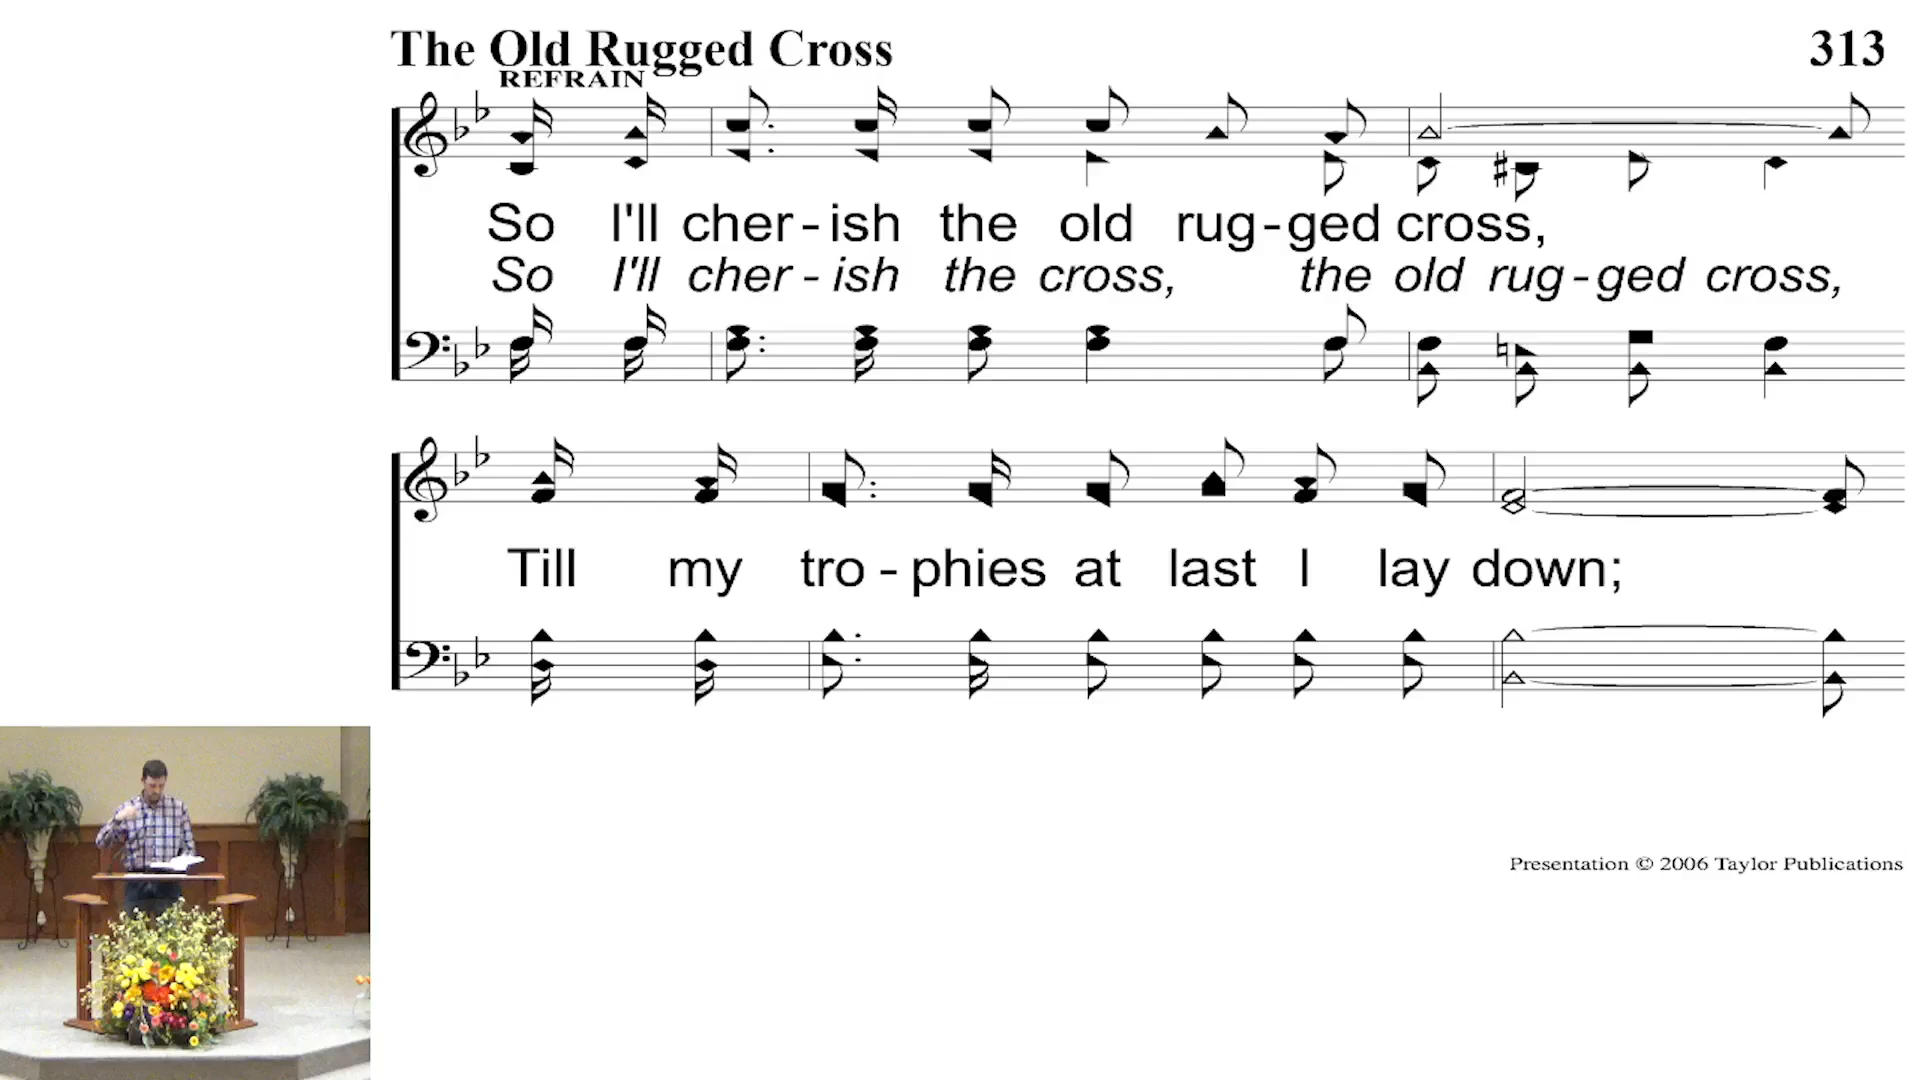 The Old Rugged Cross
313
REFRAIN
So I'll cher-ish the old rug-ged cross,
So I'll cher-ish the cross, the old rug-ged cross,
Till my tro-phies at last I lay down;
Presentation © 2006 Taylor Publications